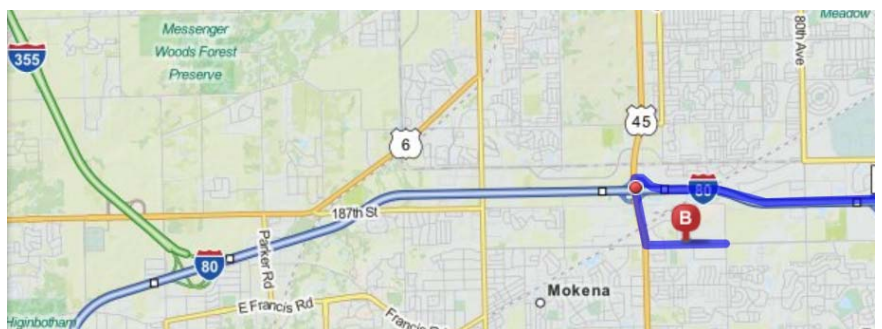 Messenger
Woods Forest
Preserve
Meadow
80th Ave
355
45
6
80
187th St
B
Parker Rd
80
Mokena
E Francis Rd
Francis Rd
Higinbotham